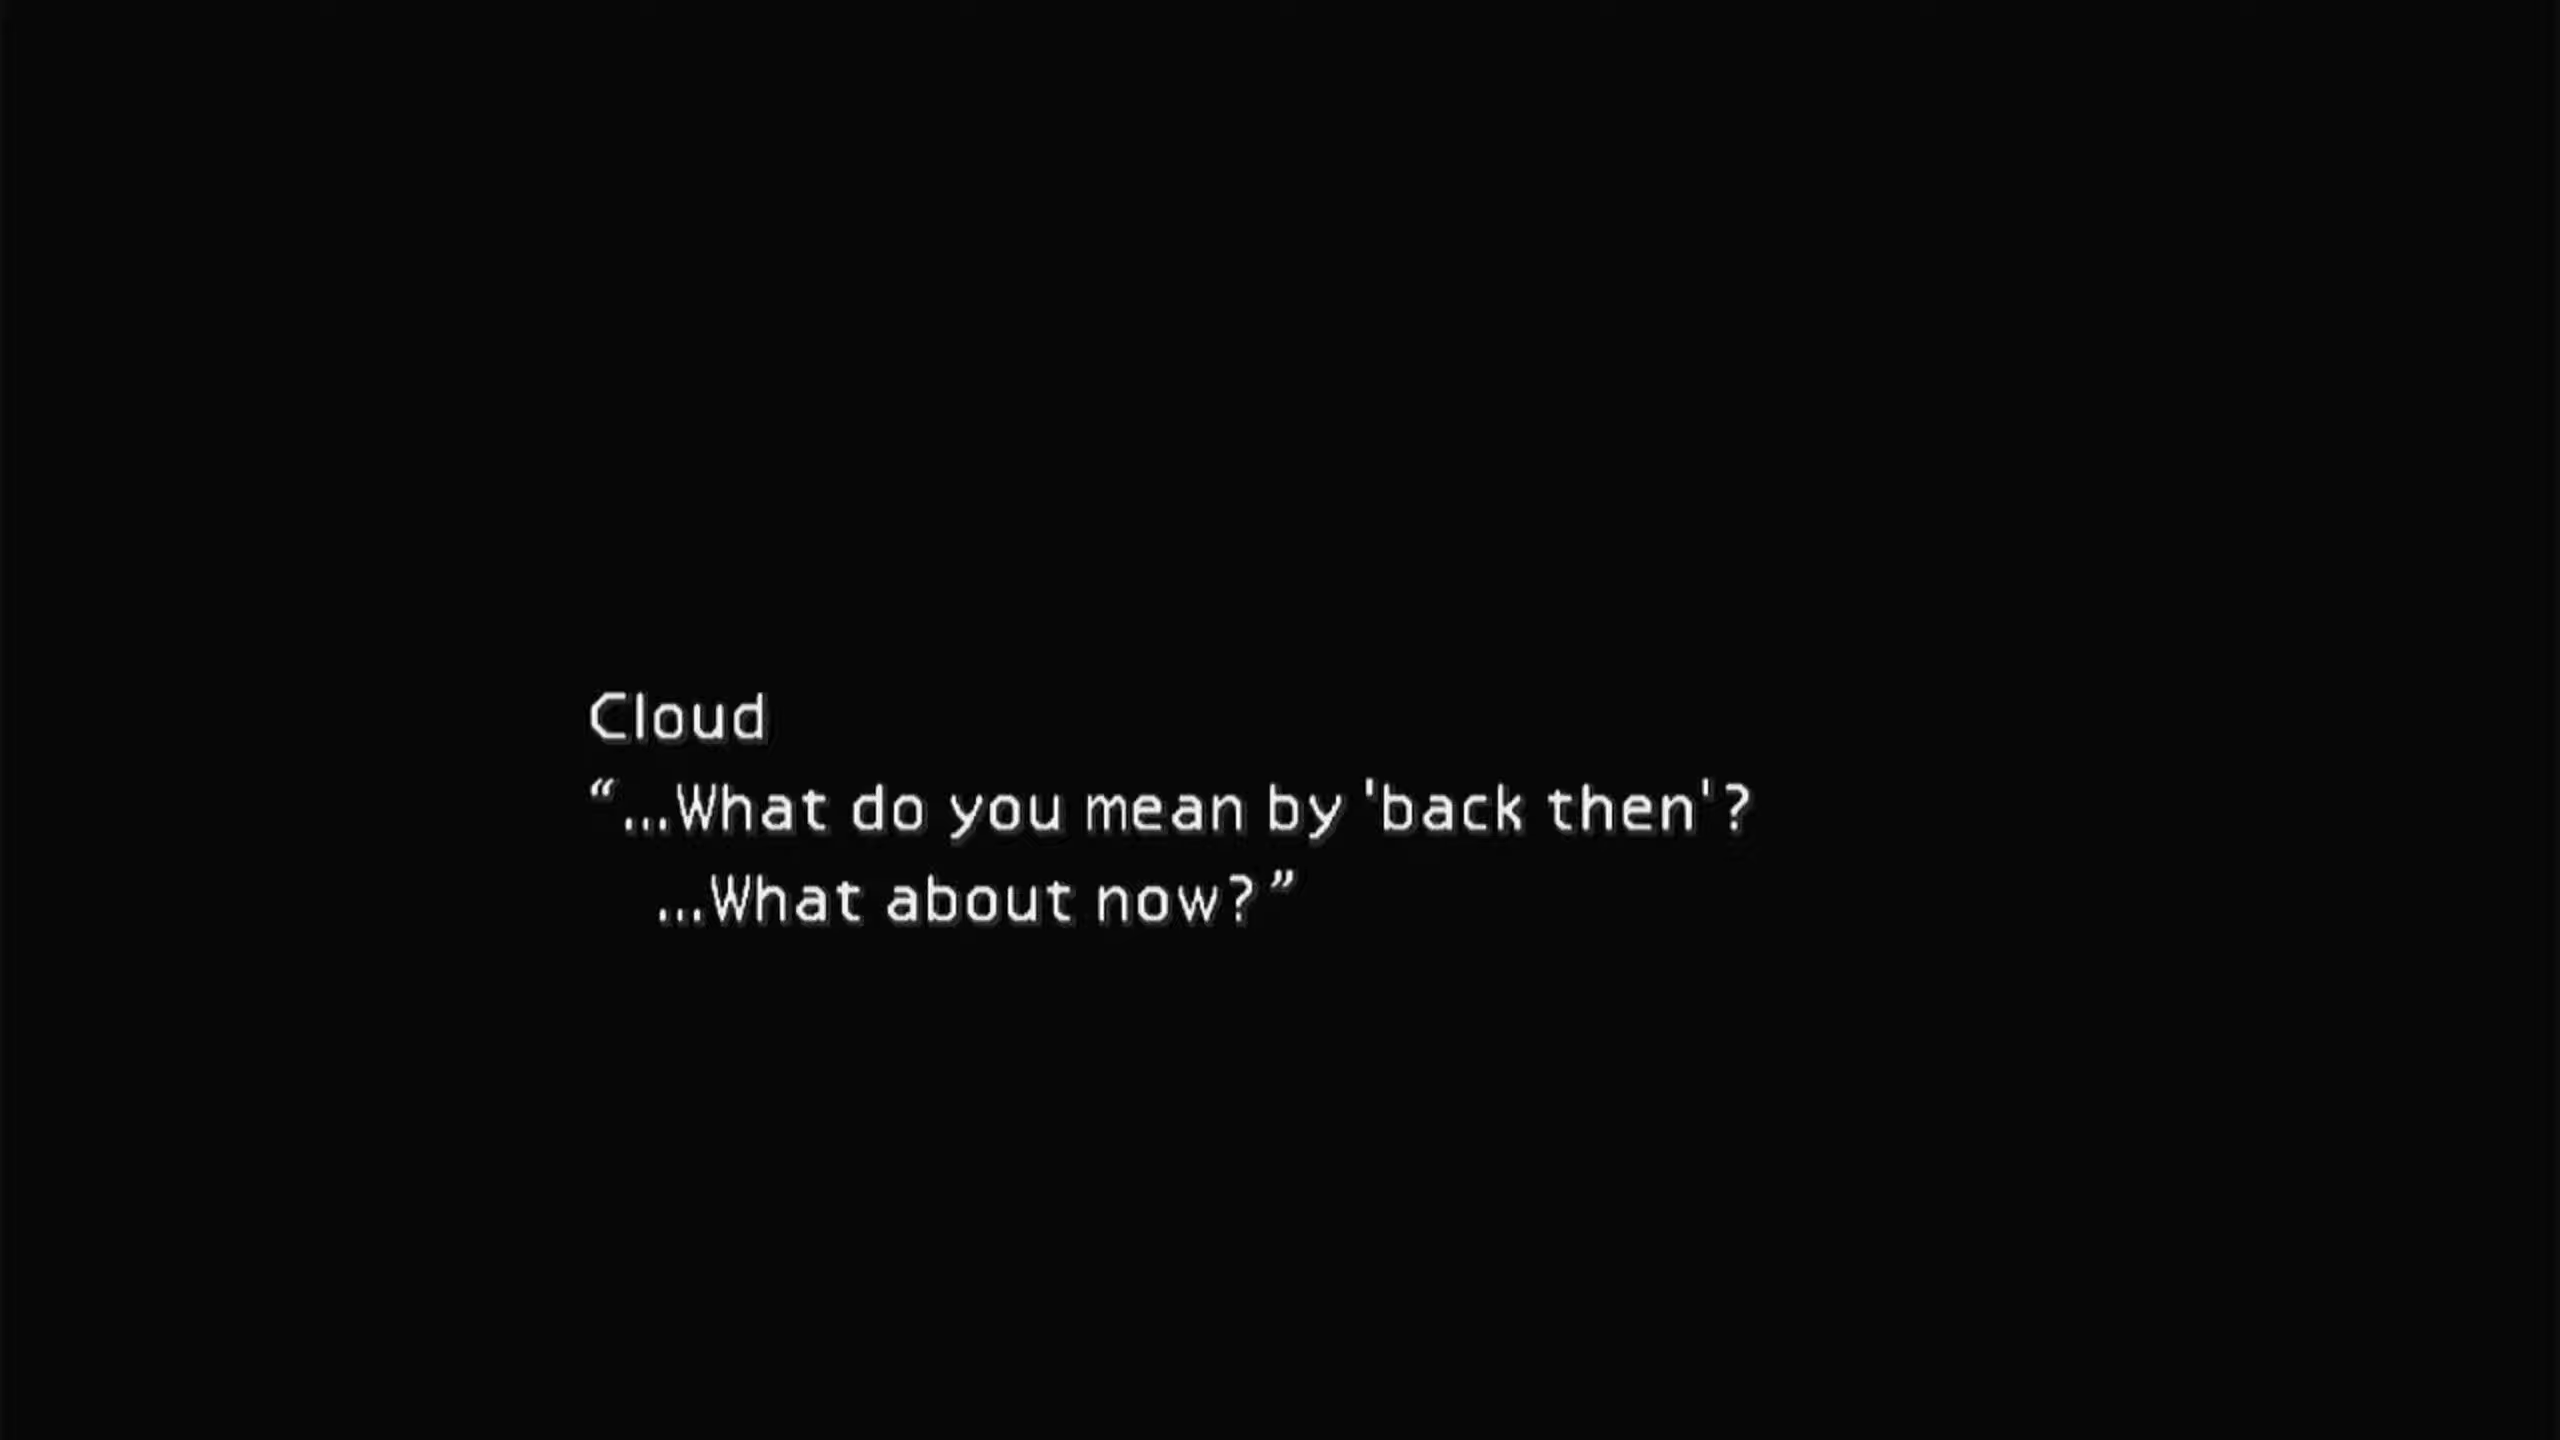 Cloud
“...What do you mean by 'back then'?
...What about now?”